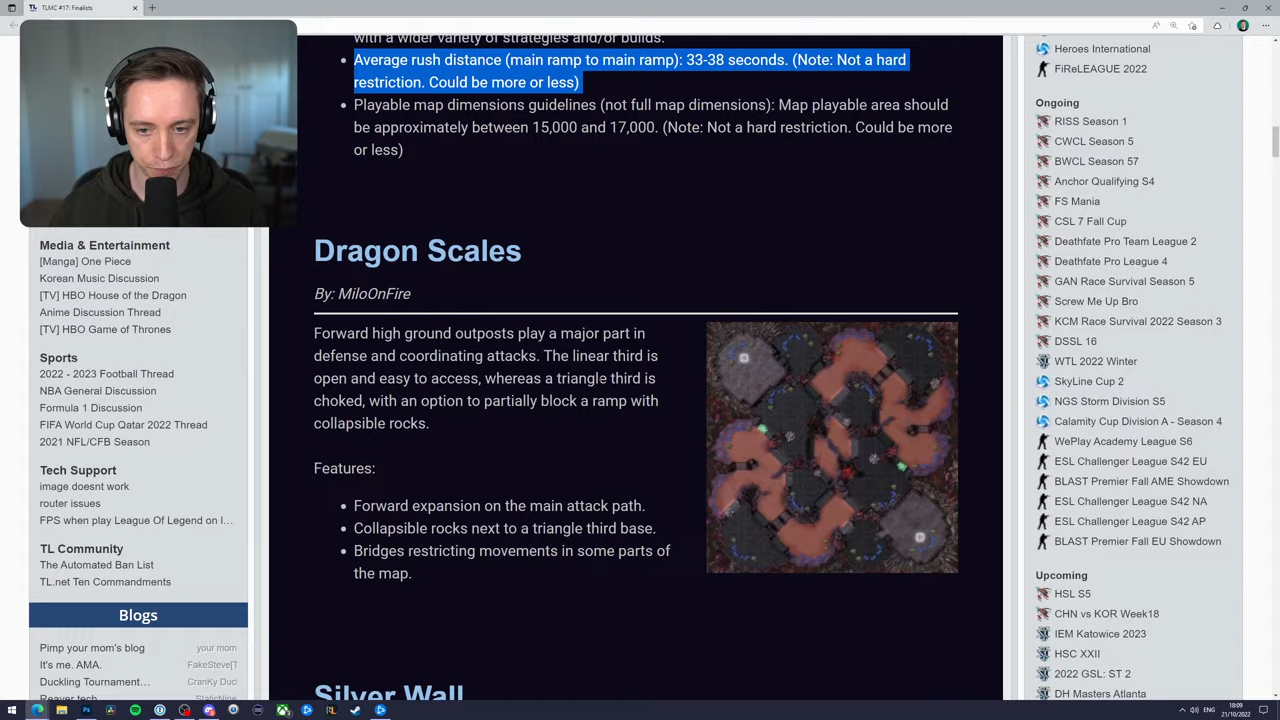 TLMC #17: Finalists
with a wider variety of strategies and/or builds.
Average rush distance (main ramp to main ramp): 33-38 seconds. (Note: Not a hard
restriction. Could be more or less)
Playable map dimensions guidelines (not full map dimensions): Map playable area should
be approximately between 15,000 and 17,000. (Note: Not a hard restriction. Could be more
or less)
Dragon Scales
By: MiloOnFire
Forward high ground outposts play a major part in
defense and coordinating attacks. The linear third is
open and easy to access, whereas a triangle third is
choked, with an option to partially block a ramp with
collapsible rocks.
Features:
Forward expansion on the main attack path.
Collapsible rocks next to a triangle third base.
Bridges restricting movements in some parts of
the map.
Silver Wall
Media & Entertainment
[Manga] One Piece
Korean Music Discussion
[TV] HBO House of the Dragon
Anime Discussion Thread
[TV] HBO Game of Thrones
Sports
2022 - 2023 Football Thread
NBA General Discussion
Formula 1 Discussion
FIFA World Cup Qatar 2022 Thread
2021 NFL/CFB Season
Tech Support
image doesnt work
router issues
FPS when play League Of Legend on l…
TL Community
The Automated Ban List
TL.net Ten Commandments
Blogs
Pimp your mom's blog your mom
It's me. AMA. FakeSteve[T
Duckling Tournament… CranKy Duc
Reaver tech StaticNine
Heroes International
FiReLEAGUE 2022
Ongoing
RISS Season 1
CWCL Season 5
BWCL Season 57
Anchor Qualifying S4
FS Mania
CSL 7 Fall Cup
Deathfate Pro Team League 2
Deathfate Pro League 4
GAN Race Survival Season 5
Screw Me Up Bro
KCM Race Survival 2022 Season 3
DSSL 16
WTL 2022 Winter
SkyLine Cup 2
NGS Storm Division S5
Calamity Cup Division A - Season 4
WePlay Academy League S6
ESL Challenger League S42 EU
BLAST Premier Fall AME Showdown
ESL Challenger League S42 NA
ESL Challenger League S42 AP
BLAST Premier Fall EU Showdown
Upcoming
HSL S5
CHN vs KOR Week18
IEM Katowice 2023
HSC XXII
2022 GSL: ST 2
DH Masters Atlanta
ENG
18:09
21/10/2022